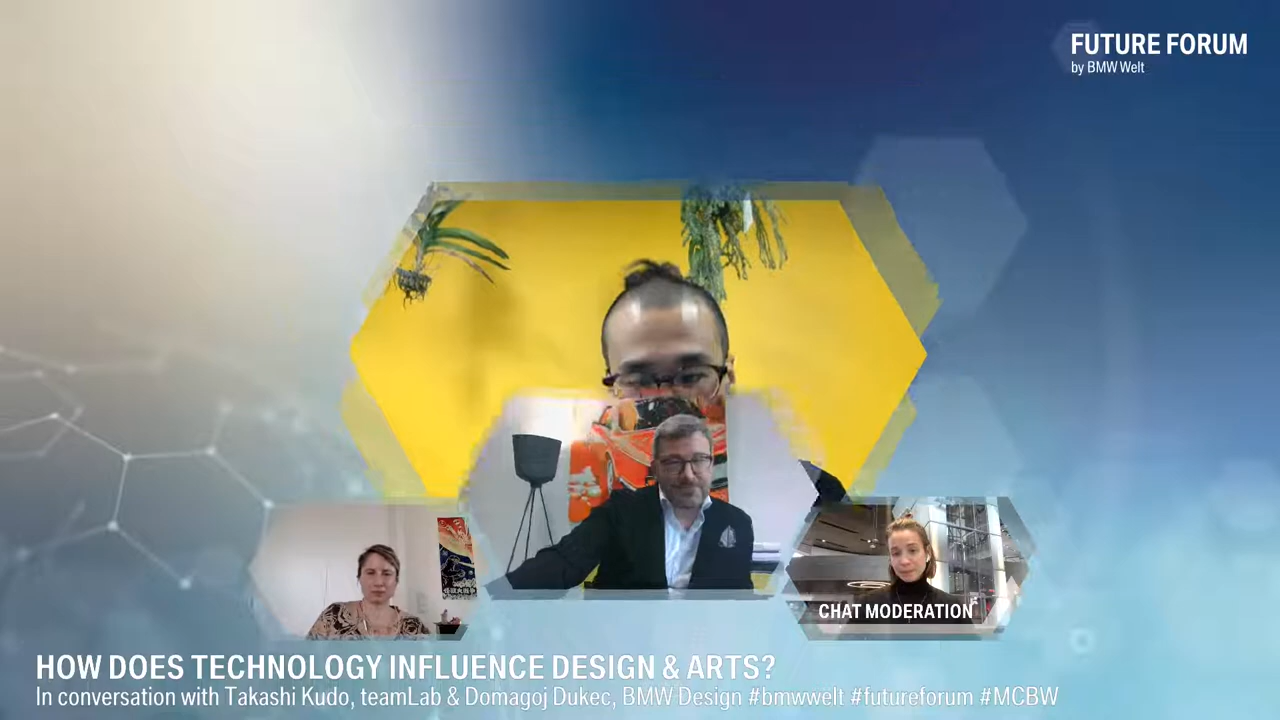 FUTURE FORUM
by BMW Welt
CHAT MODERATION
HOW DOES TECHNOLOGY INFLUENCE DESIGN & ARTS?
In conversation with Takashi Kudo, teamLab & Domagoj Dukec, BMW Design #bmwwelt #futureforum #MCBW